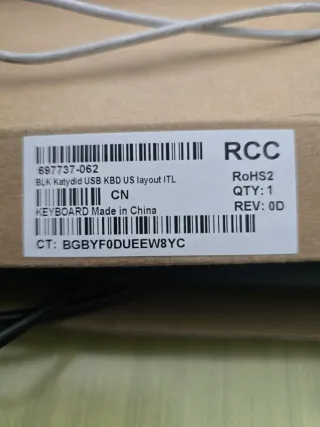 697737-062
RCC
BLK Katydid USB KBD US layout ITL
RoHS2
CN
QTY: 1
KEYBOARD Made in China
REV: 0D
CT: BGBYF0DUEEW8YC